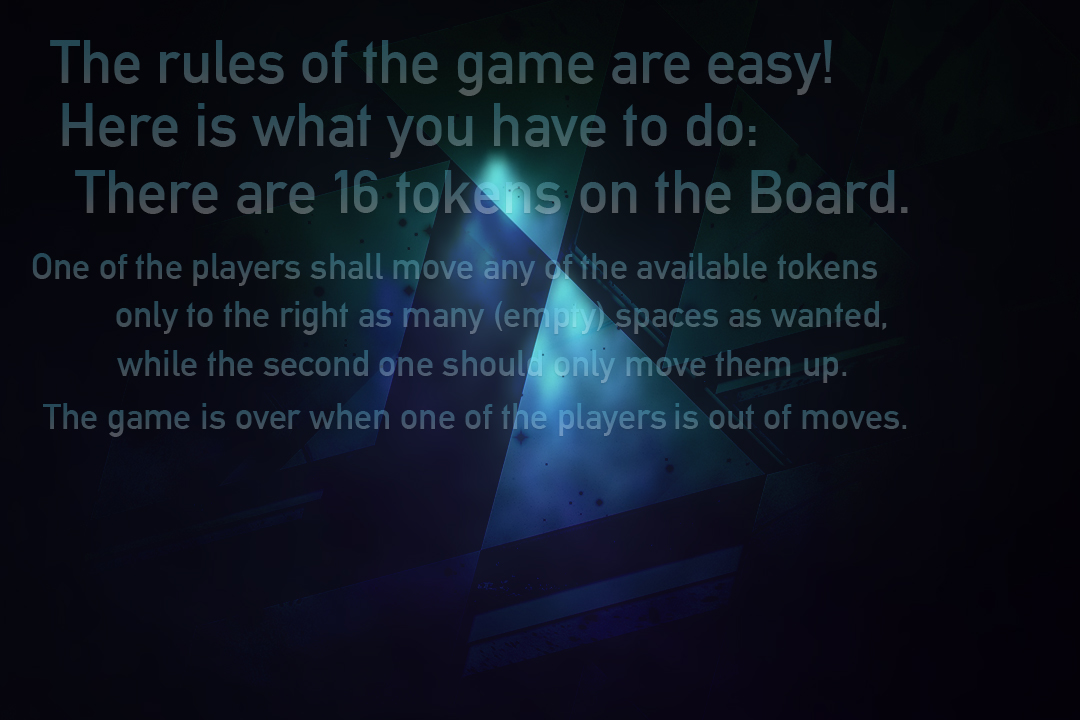 The rules of the game are easy!
Here is what you have to do:
There are 16 tokens on the Board.
One of the players shall move any of the available tokens
only to the right as many (empty) spaces as wanted,
while the second one should only move them up.
The game is over when one of the players is out of moves.